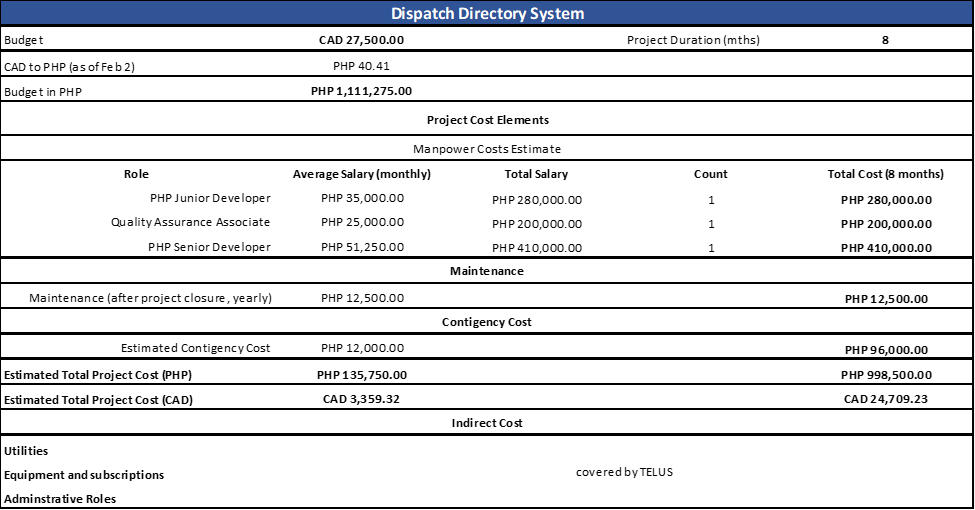 Dispatch Directory System
Budget CAD 27,500.00 Project Duration (mths) 8
CAD to PHP (as of Feb 2) PHP 40.41
Budget in PHP PHP 1,111,275.00
Project Cost Elements
Manpower Costs Estimate
Role Average Salary (monthly) Total Salary Count Total Cost (8 months)
PHP Junior Developer PHP 35,000.00 PHP 280,000.00 1 PHP 280,000.00
Quality Assurance Associate PHP 25,000.00 PHP 200,000.00 1 PHP 200,000.00
PHP Senior Developer PHP 51,250.00 PHP 410,000.00 1 PHP 410,000.00
Maintenance
Maintenance (after project closure, yearly) PHP 12,500.00 PHP 12,500.00
Contigency Cost
Estimated Contigency Cost PHP 12,000.00 PHP 96,000.00
Estimated Total Project Cost (PHP) PHP 135,750.00 PHP 998,500.00
Estimated Total Project Cost (CAD) CAD 3,359.32 CAD 24,709.23
Indirect Cost
Utilities
Equipment and subscriptions covered by TELUS
Adminstrative Roles